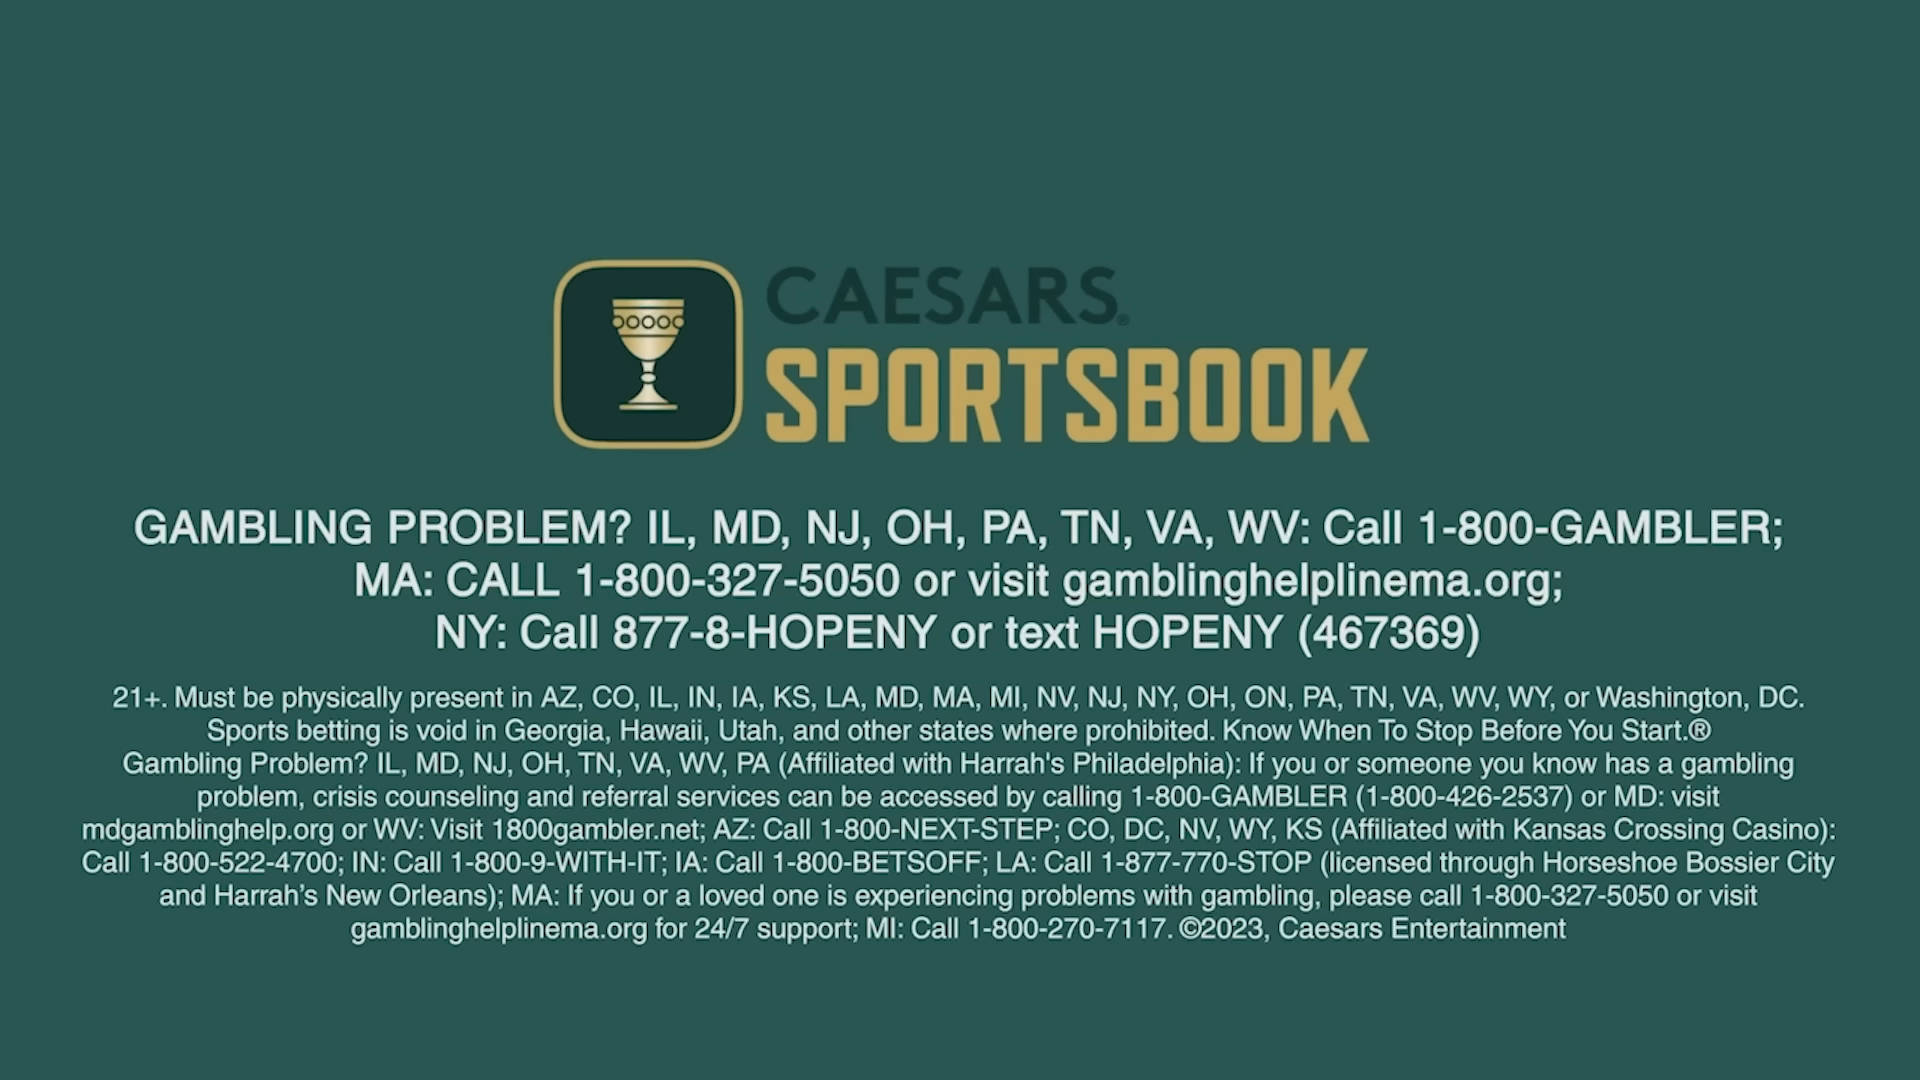 CAESARS®
SPORTSBOOK
GAMBLING PROBLEM? IL, MD, NJ, OH, PA, TN, VA, WV: Call 1-800-GAMBLER;
MA: CALL 1-800-327-5050 or visit gamblinghelplinema.org;
NY: Call 877-8-HOPENY or text HOPENY (467369)
21+. Must be physically present in AZ, CO, IL, IN, IA, KS, LA, MD, MA, MI, NV, NJ, NY, OH, ON, PA, TN, VA, WV, WY, or Washington, DC.
Sports betting is void in Georgia, Hawaii, Utah, and other states where prohibited. Know When To Stop Before You Start.®
Gambling Problem? IL, MD, NJ, OH, TN, VA, WV, PA (Affiliated with Harrah's Philadelphia): If you or someone you know has a gambling
problem, crisis counseling and referral services can be accessed by calling 1-800-GAMBLER (1-800-426-2537) or MD: visit
mdgamblinghelp.org or WV: Visit 1800gambler.net; AZ: Call 1-800-NEXT-STEP; CO, DC, NV, WY, KS (Affiliated with Kansas Crossing Casino):
Call 1-800-522-4700; IN: Call 1-800-9-WITH-IT; IA: Call 1-800-BETSOFF; LA: Call 1-877-770-STOP (licensed through Horseshoe Bossier City
and Harrah’s New Orleans); MA: If you or a loved one is experiencing problems with gambling, please call 1-800-327-5050 or visit
gamblinghelplinema.org for 24/7 support; MI: Call 1-800-270-7117. ©2023, Caesars Entertainment